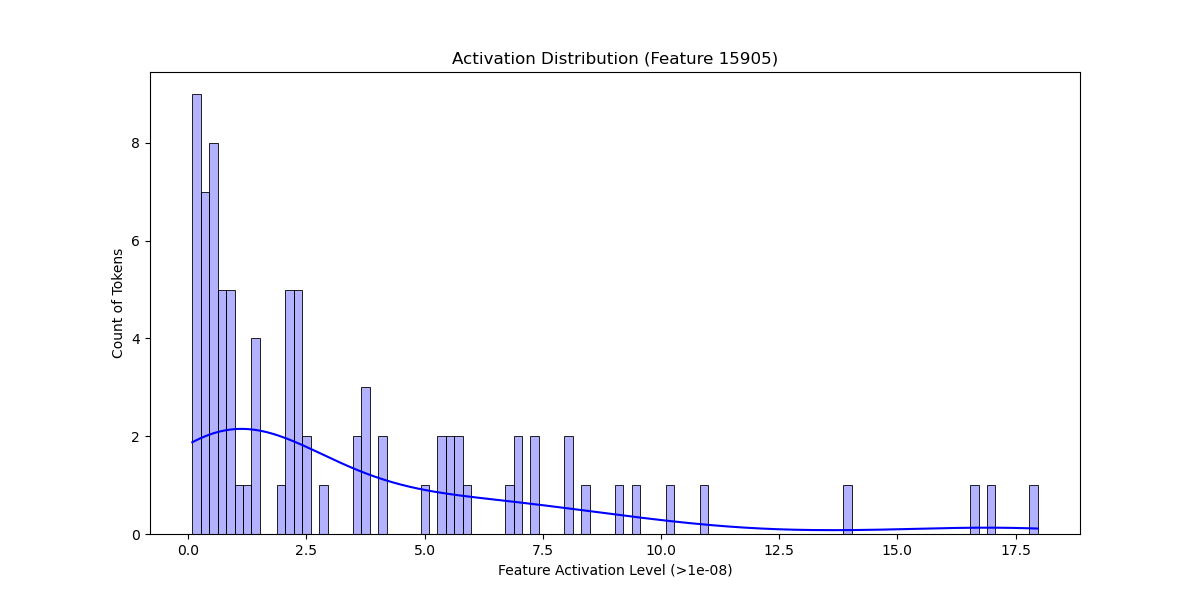 Activation Distribution (Feature 15905)
Count of Tokens
8
6
4
2
0
0.0 2.5 5.0 7.5 10.0 12.5 15.0 17.5
Feature Activation Level (>1e-08)